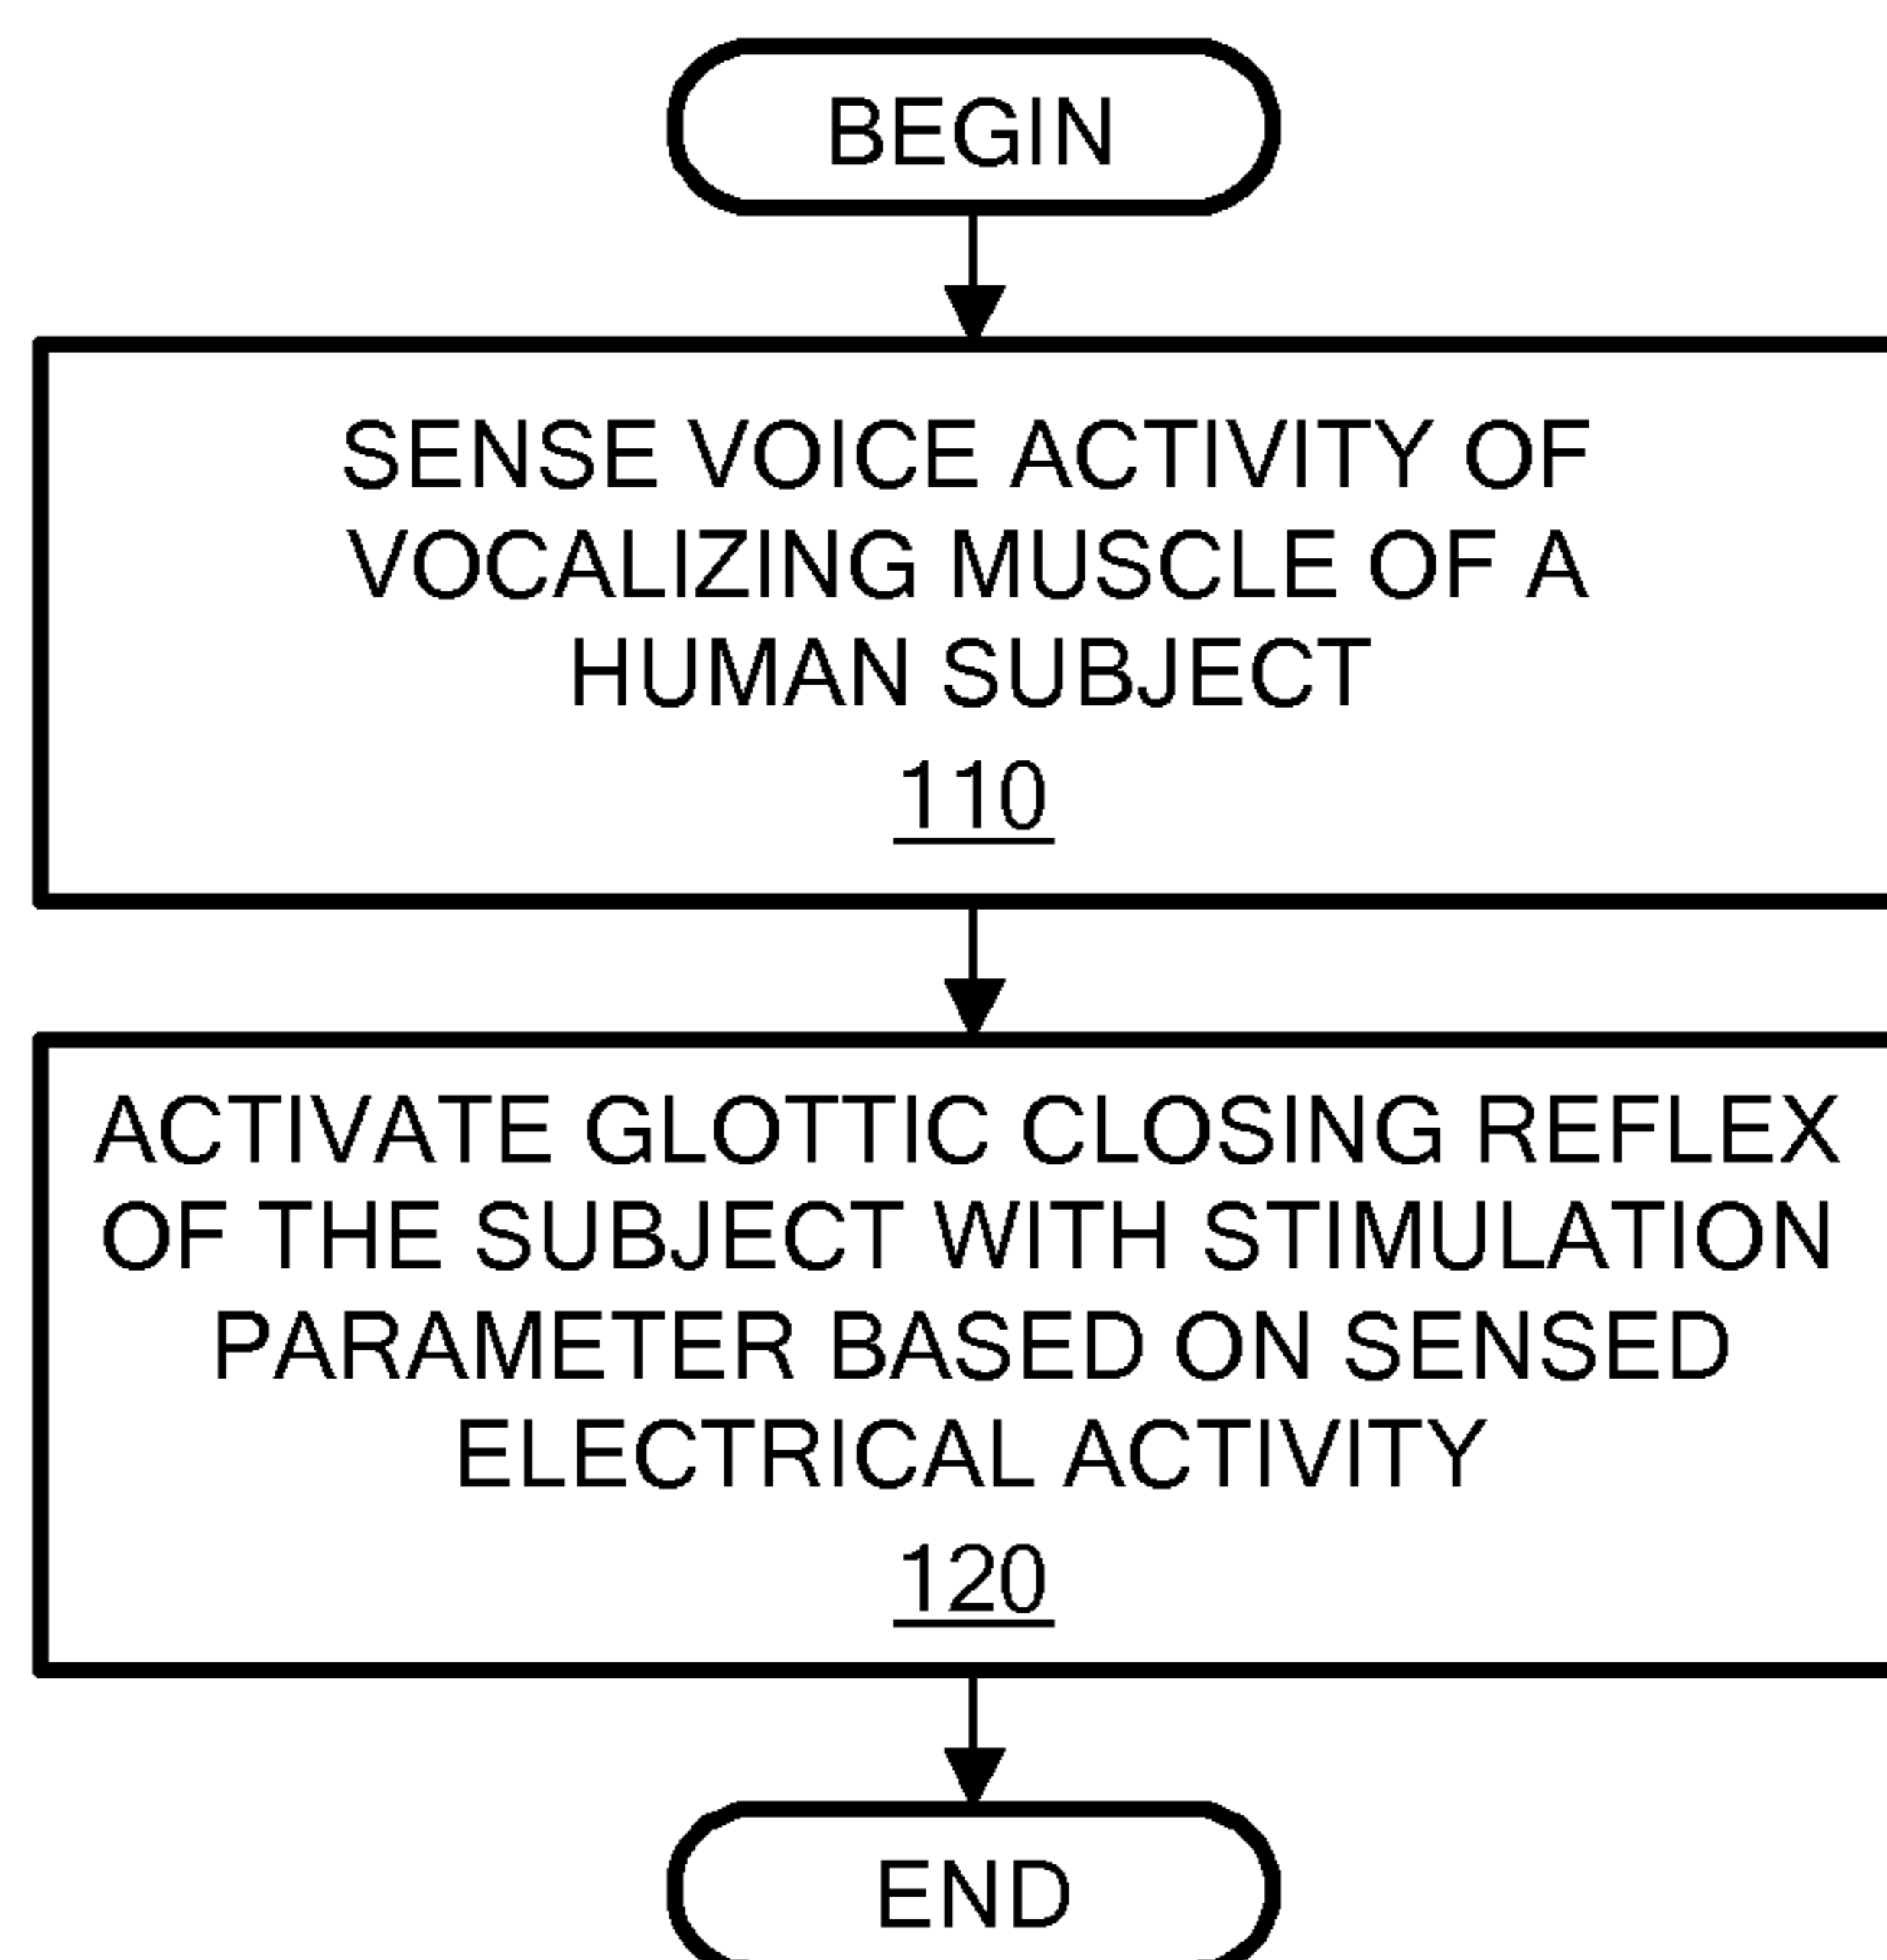 BEGIN
SENSE VOICE ACTIVITY OF
VOCALIZING MUSCLE OF A
HUMAN SUBJECT
110
ACTIVATE GLOTTIC CLOSING REFLEX
OF THE SUBJECT WITH STIMULATION
PARAMETER BASED ON SENSED
ELECTRICAL ACTIVITY
120
END